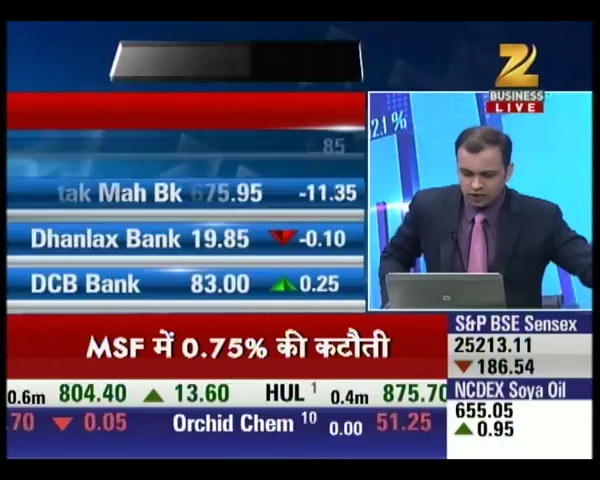 Z
BUSINESS
LIVE
2.1 %
85
tak Mah Bk 675.95 -11.35
Dhanlax Bank 19.85 -0.10
DCB Bank 83.00 0.25
MSF में 0.75% की कटौती
S&P BSE Sensex
25213.11
186.54
NCDEX Soya Oil
655.05
0.95
0.6m 804.40 13.60 HUL 1 0.4m 875.70
.70 0.05 Orchid Chem 10 0.00 51.25